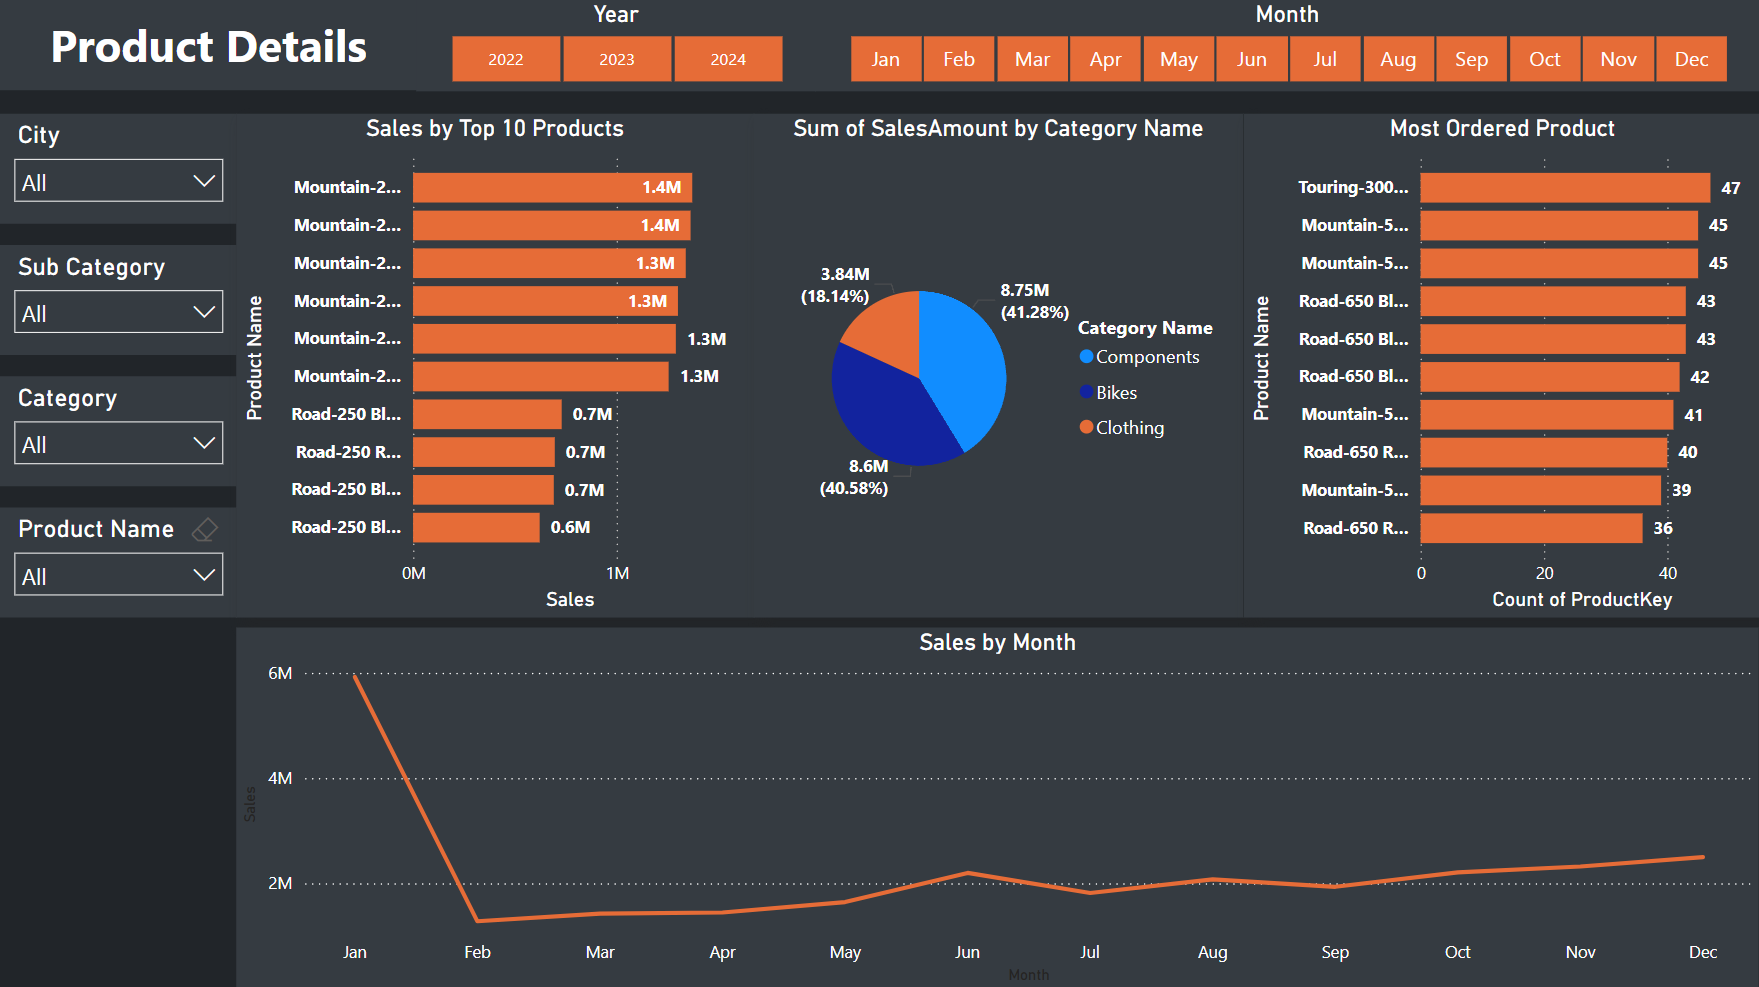 Product Details
Year
2022 2023 2024
Month
Jan Feb Mar Apr May Jun Jul Aug Sep Oct Nov Dec
City
All
Sub Category
All
Category
All
Product Name
All
Sales by Top 10 Products
Product Name
Mountain-2... 1.4M
Mountain-2... 1.4M
Mountain-2... 1.3M
Mountain-2... 1.3M
Mountain-2... 1.3M
Mountain-2... 1.3M
Road-250 Bl... 0.7M
Road-250 R... 0.7M
Road-250 Bl... 0.7M
Road-250 Bl... 0.6M
0M 1M
Sales
Sum of SalesAmount by Category Name
3.84M
(18.14%)
8.75M
(41.28%)
8.6M
(40.58%)
Category Name
Components
Bikes
Clothing
Most Ordered Product
Product Name
Touring-300... 47
Mountain-5... 45
Mountain-5... 45
Road-650 Bl... 43
Road-650 Bl... 43
Road-650 Bl... 42
Mountain-5... 41
Road-650 R... 40
Mountain-5... 39
Road-650 R... 36
0 20 40
Count of ProductKey
Sales by Month
Sales
6M
4M
2M
Jan Feb Mar Apr May Jun Jul Aug Sep Oct Nov Dec
Month